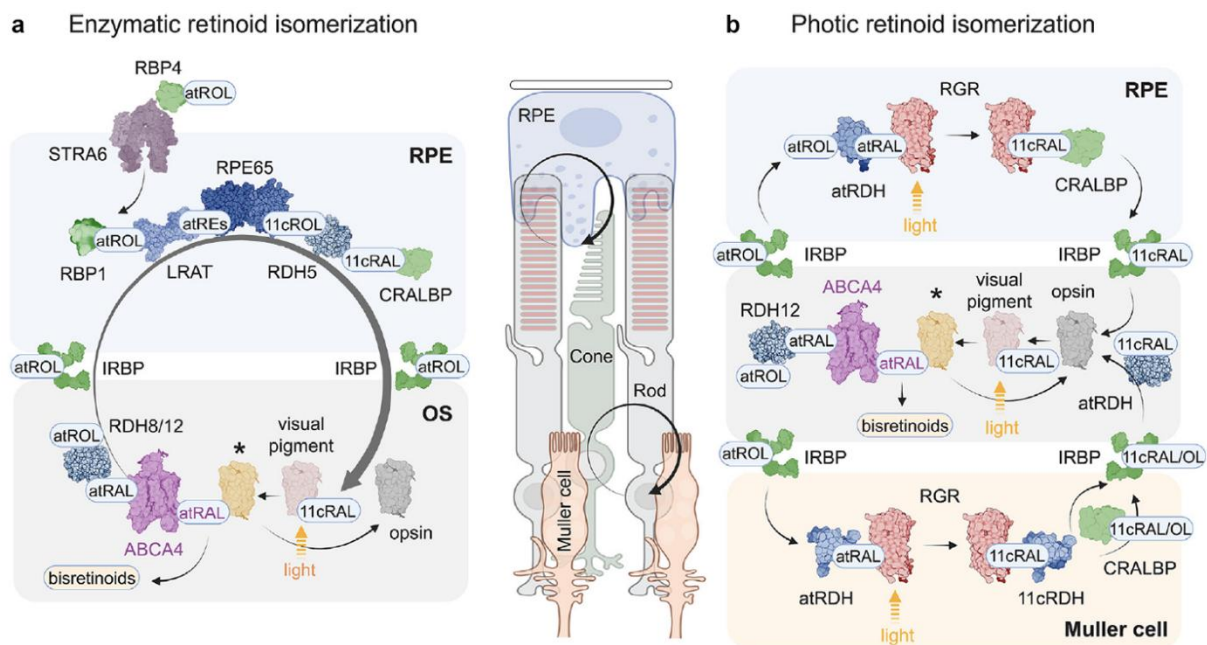 a Enzymatic retinoid isomerization
RBP4
atROL
STRA6
RPE
RPE65
atREs
11cROL
atROL
11cRAL
RBP1
LRAT
RDH5
CRALBP
atROL
IRBP
IRBP
atROL
OS
RDH8/12
atROL
*
visual
pigment
atRAL
atRAL
11cRAL
ABCA4
opsin
bisretinoids
light
RPE
Cone
Rod
Muller cell
b Photic retinoid isomerization
RPE
RGR
atROL
atRAL
11cRAL
atRDH
CRALBP
light
atROL
IRBP
IRBP
11cRAL
ABCA4
*
visual
pigment
opsin
RDH12
atRAL
11cRAL
atROL
atRAL
11cRAL
atRDH
bisretinoids
light
atROL
IRBP
IRBP
11cRAL/OL
RGR
11cRAL/OL
atRAL
11cRAL
CRALBP
atRDH
11cRDH
light
Muller cell